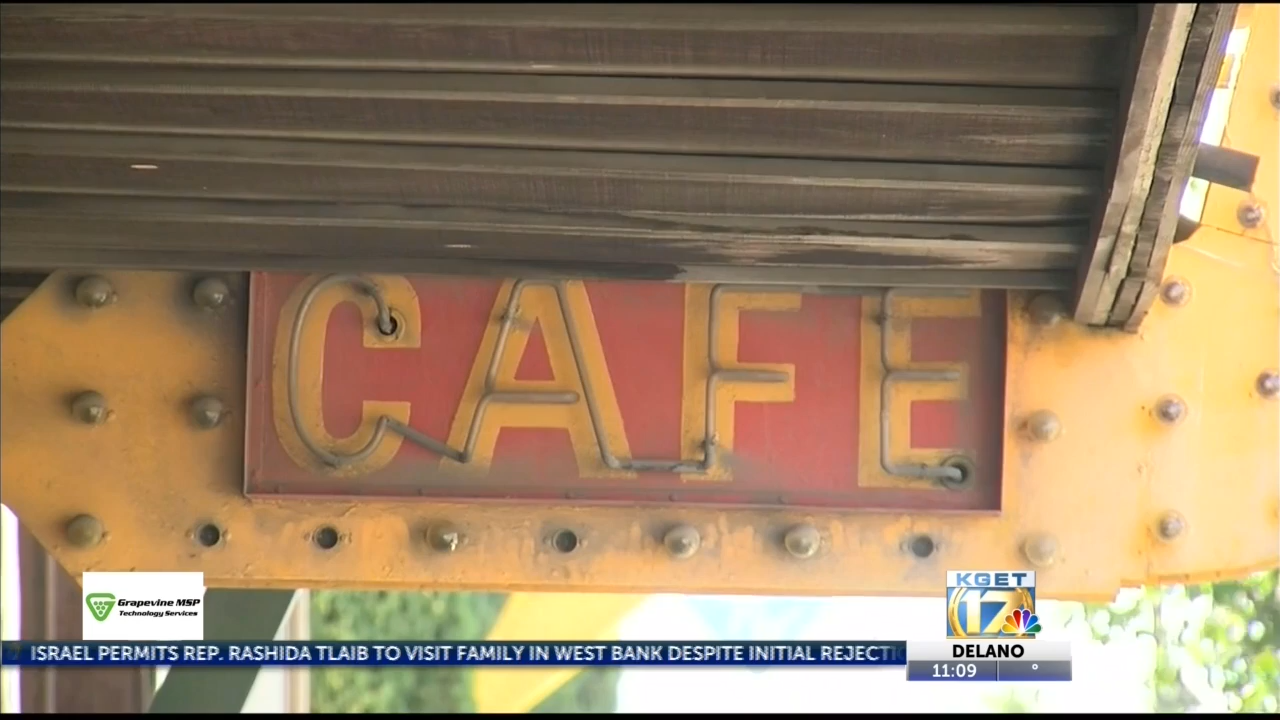 CAFE
Grapevine MSP
Technology Services
KGET
17
ISRAEL PERMITS REP. RASHIDA TLAIB TO VISIT FAMILY IN WEST BANK DESPITE INITIAL REJECTI
DELANO
11:09 °